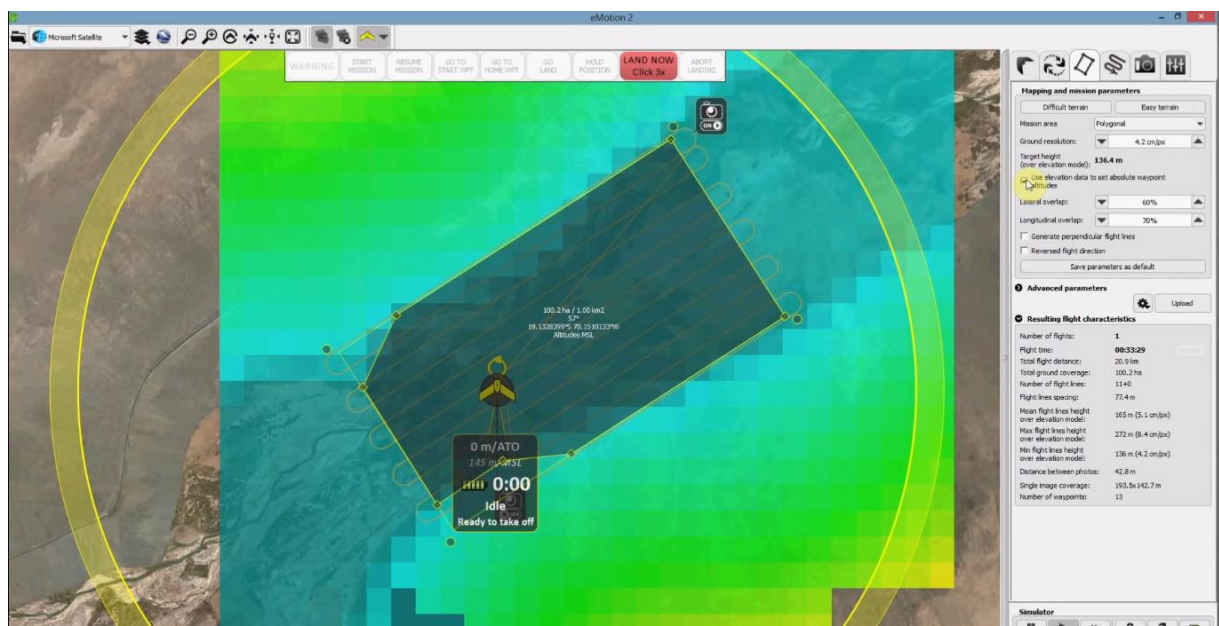 eMotion 2
Microsoft Satellite
WARNING
START MISSION
RESUME MISSION
GO TO START WPT
GO TO HOME WPT
GO LAND
HOLD POSITION
LAND NOW
Click 3x
ABORT LANDING
ON
Mapping and mission parameters
Difficult terrain
Easy terrain
Mission area
Polygonal
Ground resolution:
4.2 cm/px
Target height
(over elevation model):
136.4 m
Use elevation data to set absolute waypoint
altitudes
Lateral overlap:
60%
Longitudinal overlap:
70%
Generate perpendicular flight lines
Reversed flight direction
Save parameters as default
Advanced parameters
Upload
Resulting flight characteristics
Number of flights:
1
Flight time:
00:33:29
Total flight distance:
20.9 km
Total ground coverage:
100.2 ha
Number of flight lines:
11+0
Flight lines spacing:
77.4 m
Mean flight lines height
over elevation model:
165 m (5.1 cm/px)
Max flight lines height
over elevation model:
272 m (8.4 cm/px)
Min flight lines height
over elevation model:
136 m (4.2 cm/px)
Distance between photos:
42.8 m
Single image coverage:
193.5x142.7 m
Number of waypoints:
13
Simulator
100.2 ha / 1.00 km2
57°
19.1328399°S 70.1510133°W
Altitudes MSL
0 m/ATO
145 m/MSL
0:00
Idle
Ready to take off